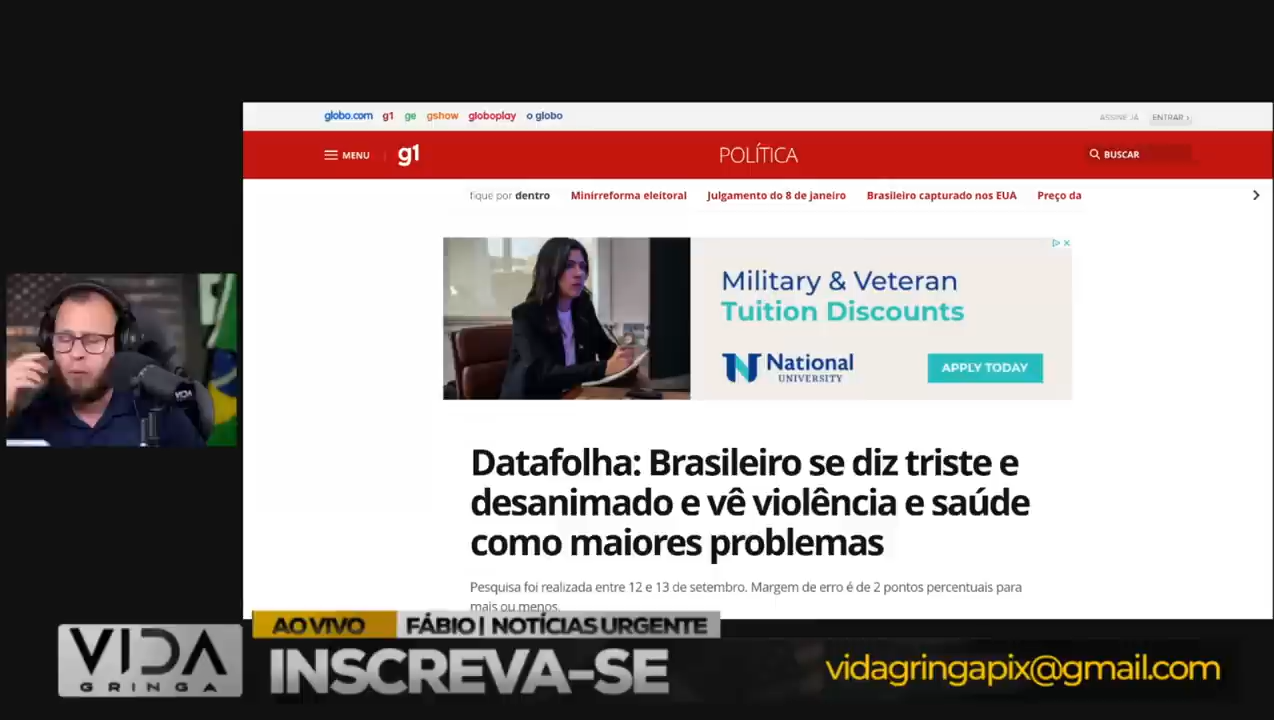 globo.com g1 ge gshow globoplay o globo
ASSINE JÁ ENTRAR ›
MENU g1 POLÍTICA BUSCAR
fique por dentro Minirreforma eleitoral Julgamento do 8 de janeiro Brasileiro capturado nos EUA Preço da
Military & Veteran
Tuition Discounts
National
UNIVERSITY
APPLY TODAY
VIDA
Datafolha: Brasileiro se diz triste e
desanimado e vê violência e saúde
como maiores problemas
Pesquisa foi realizada entre 12 e 13 de setembro. Margem de erro é de 2 pontos percentuais para
mais ou menos.
AO VIVO FÁBIO | NOTÍCIAS URGENTE
VIDA
GRINGA
INSCREVA-SE
vidagringapix@gmail.com